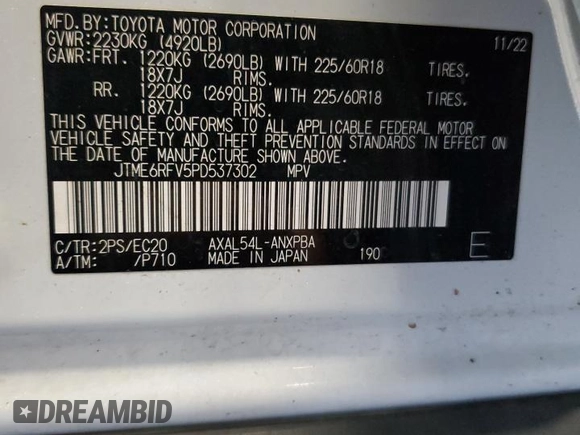 MFD.BY:TOYOTA MOTOR CORPORATION
GVWR:2230KG (4920LB) 11/22
GAWR:FRT. 1220KG (2690LB) WITH 225/60R18 TIRES.
18X7J RIMS.
RR. 1220KG (2690LB) WITH 225/60R18 TIRES.
18X7J RIMS.
THIS VEHICLE CONFORMS TO ALL APPLICABLE FEDERAL MOTOR
VEHICLE SAFETY AND THEFT PREVENTION STANDARDS IN EFFECT
ON THE DATE OF MANUFACTURE SHOWN ABOVE.
JTME6RFV5PD537302 MPV
C/TR:2PS/EC20 AXAL54L-ANXPBA E
A/TM: /P710 MADE IN JAPAN 190
DREAMBID